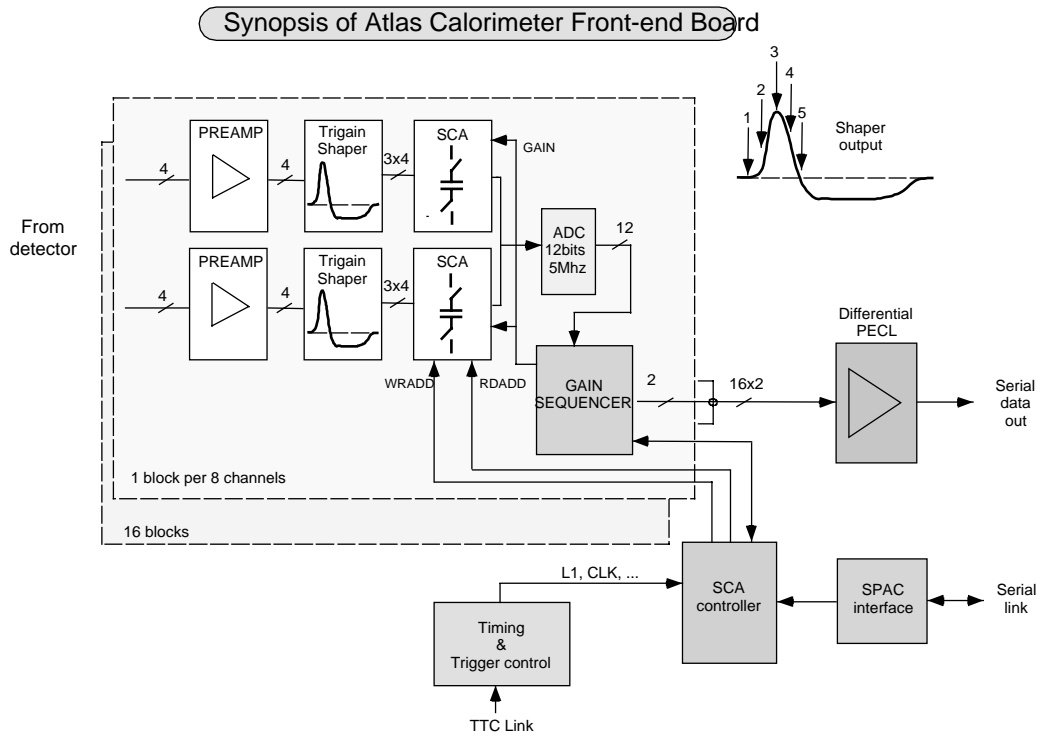 Synopsis of Atlas Calorimeter Front-end Board
3
4
2
5
1
Shaper
output
PREAMP
Trigain
Shaper
SCA
GAIN
4
4
3x4
From
detector
ADC
12bits
5Mhz
12
PREAMP
Trigain
Shaper
SCA
4
4
3x4
Differential
PECL
WRADD
RDADD
GAIN
SEQUENCER
2
16x2
Serial
data
out
1 block per 8 channels
16 blocks
L1, CLK, ...
SCA
controller
SPAC
interface
Serial
link
Timing
&
Trigger control
TTC Link